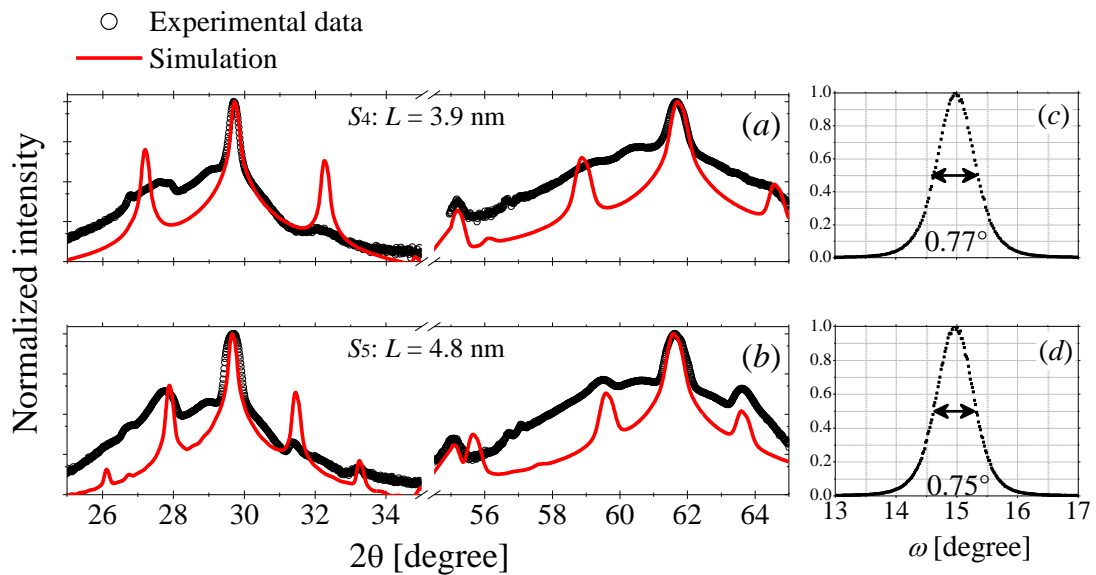 Experimental data
Simulation
Normalized intensity
S4: L = 3.9 nm
(a)
1.0
0.8
0.6
0.4
0.2
0.0
0.77°
(c)
S5: L = 4.8 nm
(b)
1.0
0.8
0.6
0.4
0.2
0.0
0.75°
(d)
26 28 30 32 34 56 58 60 62 64
2θ [degree]
13 14 15 16 17
ω [degree]